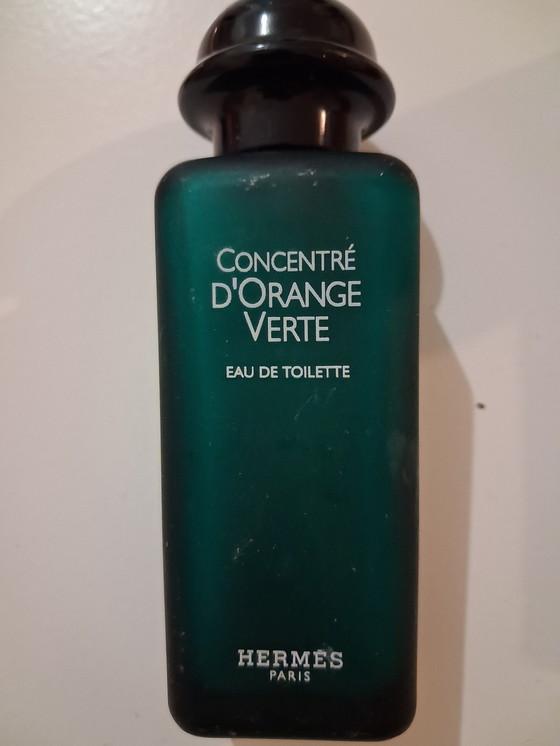 CONCENTRÉ
D'ORANGE
VERTE
EAU DE TOILETTE
HERMÈS
PARIS